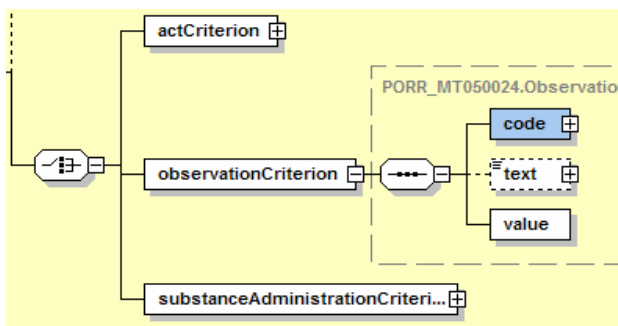 actCriterion
PORR_MT050024.Observatio
code
observationCriterion
text
value
substanceAdministrationCriteri...